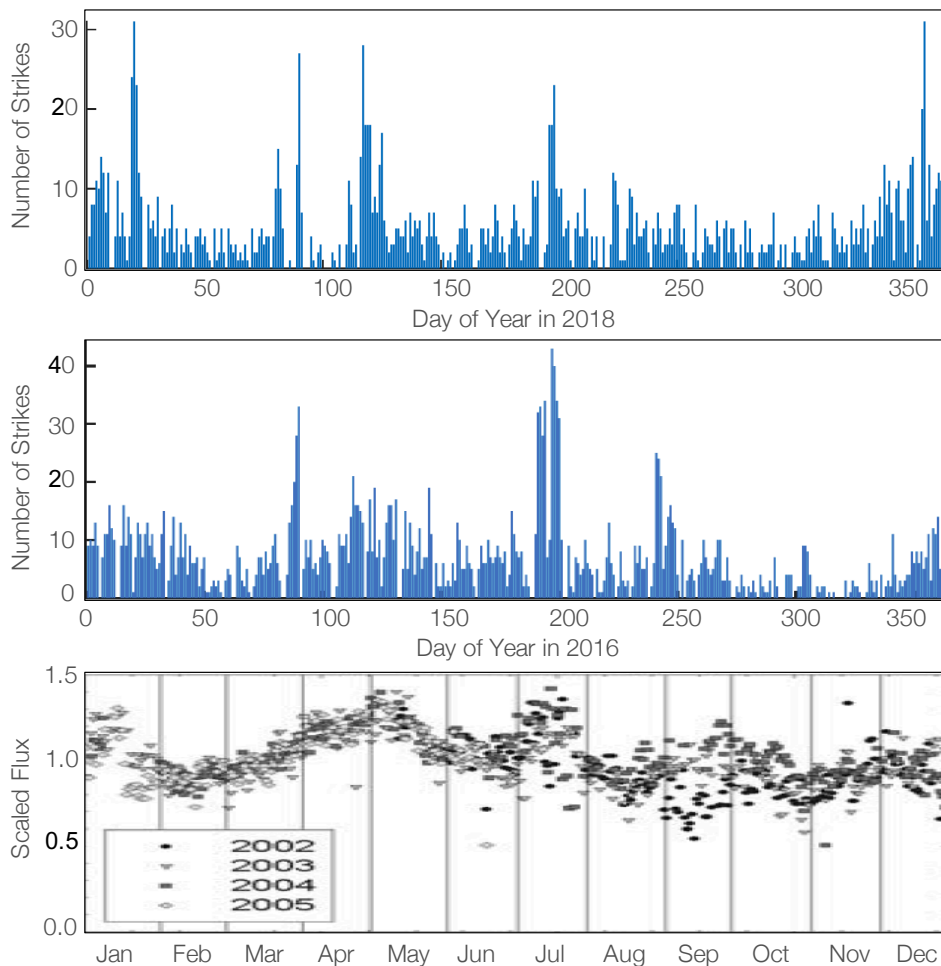 Number of Strikes
30
20
10
0
0 50 100 150 200 250 300 350
Day of Year in 2018
Number of Strikes
40
30
20
10
0
0 50 100 150 200 250 300 350
Day of Year in 2016
Scaled Flux
1.5
1.0
0.5
0.0
2002
2003
2004
2005
Jan Feb Mar Apr May Jun Jul Aug Sep Oct Nov Dec